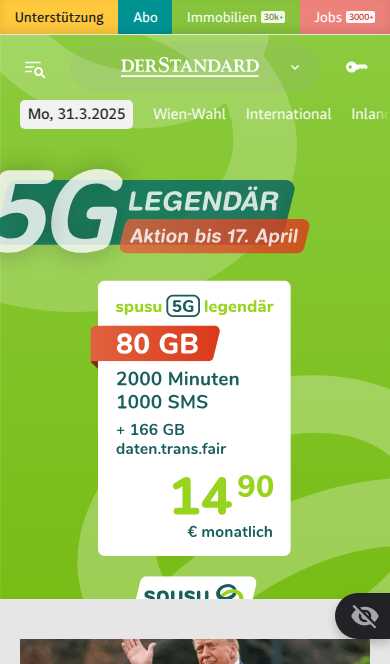 Unterstützung Abo Immobilien 30k+ Jobs 3000+
DERSTANDARD
Mo, 31.3.2025 Wien-Wahl International Inlan
5G LEGENDÄR
Aktion bis 17. April
spusu 5G legendär
80 GB
2000 Minuten
1000 SMS
+ 166 GB
daten.trans.fair
14 90
€ monatlich
spusu